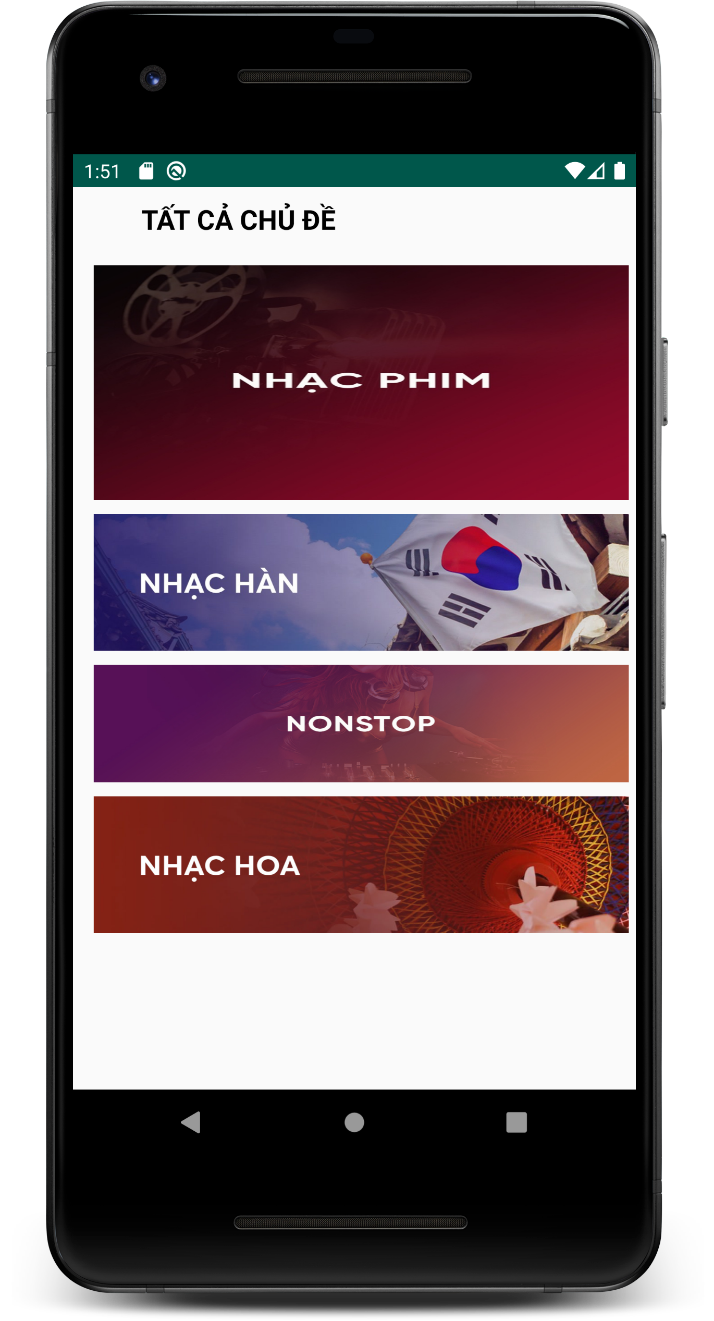 1:51
TẤT CẢ CHỦ ĐỀ
NHẠC PHIM
NHẠC HÀN
NONSTOP
NHẠC HOA